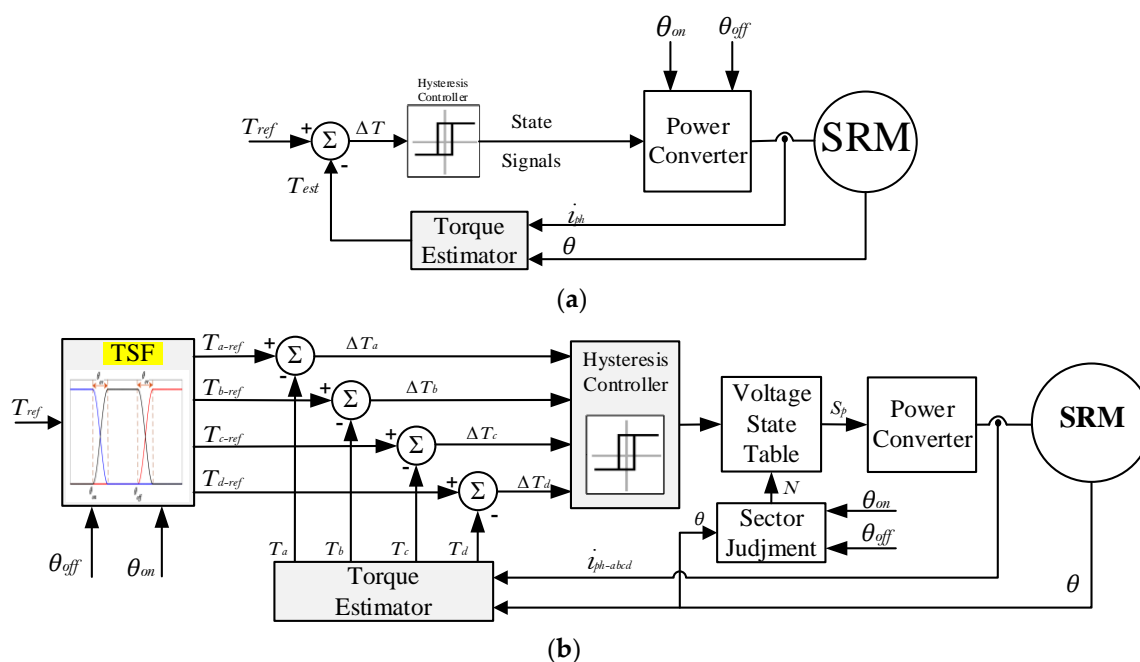 θon θoff
Hysteresis
Controller
Tref + Σ ΔT
-
State
Signals
Power
Converter
SRM
Test
Torque
Estimator
iph
θ
(a)
TSF
Tref
θoff θon
Ta-ref + Σ ΔTa
-
Tb-ref + Σ ΔTb
-
Tc-ref + Σ ΔTc
-
Td-ref + Σ ΔTd
-
Hysteresis
Controller
Voltage
State
Table
Sp
Power
Converter
SRM
N
θ
Sector
Judjment
θon
θoff
Ta Tb Tc Td
Torque
Estimator
iph-abcd
θ
(b)